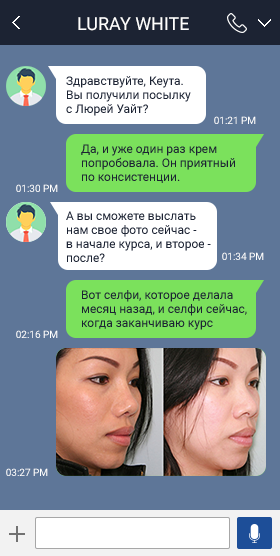 LURAY WHITE
Здравствуйте, Кеута.
Вы получили посылку
с Люрей Уайт?
01:21 PM
Да, и уже один раз крем
попробовала. Он приятный
по консистенции.
01:30 PM
А вы сможете выслать
нам свое фото сейчас -
в начале курса, и второе -
после?
01:34 PM
Вот селфи, которое делала
месяц назад, и селфи сейчас,
когда заканчиваю курс
02:16 PM
03:27 PM